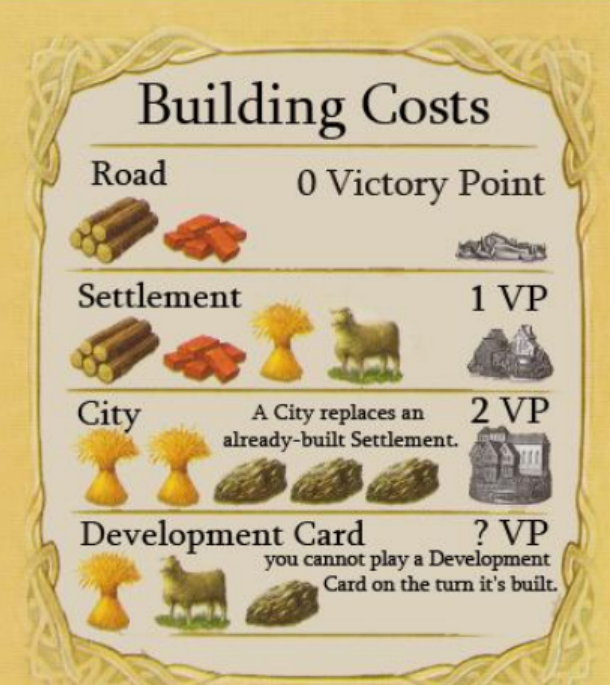 Building Costs
Road
0 Victory Point
Settlement
1 VP
City
A City replaces an
already-built Settlement.
2 VP
Development Card
? VP
you cannot play a Development
Card on the turn it's built.